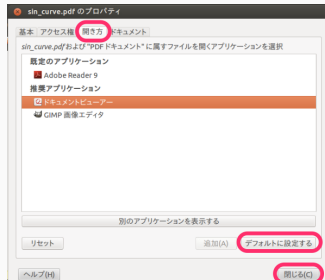 sin_curve.pdf のプロパティ
基本 アクセス権 開き方 ドキュメント
sin_curve.pdfおよび "PDFドキュメント" に属すファイルを開くアプリケーションを選択
既定のアプリケーション
Adobe Reader 9
推奨アプリケーション
ドキュメントビューアー
GIMP 画像エディタ
別のアプリケーションを表示する
リセット 追加(A) デフォルトに設定する
ヘルプ(H) 閉じる(C)